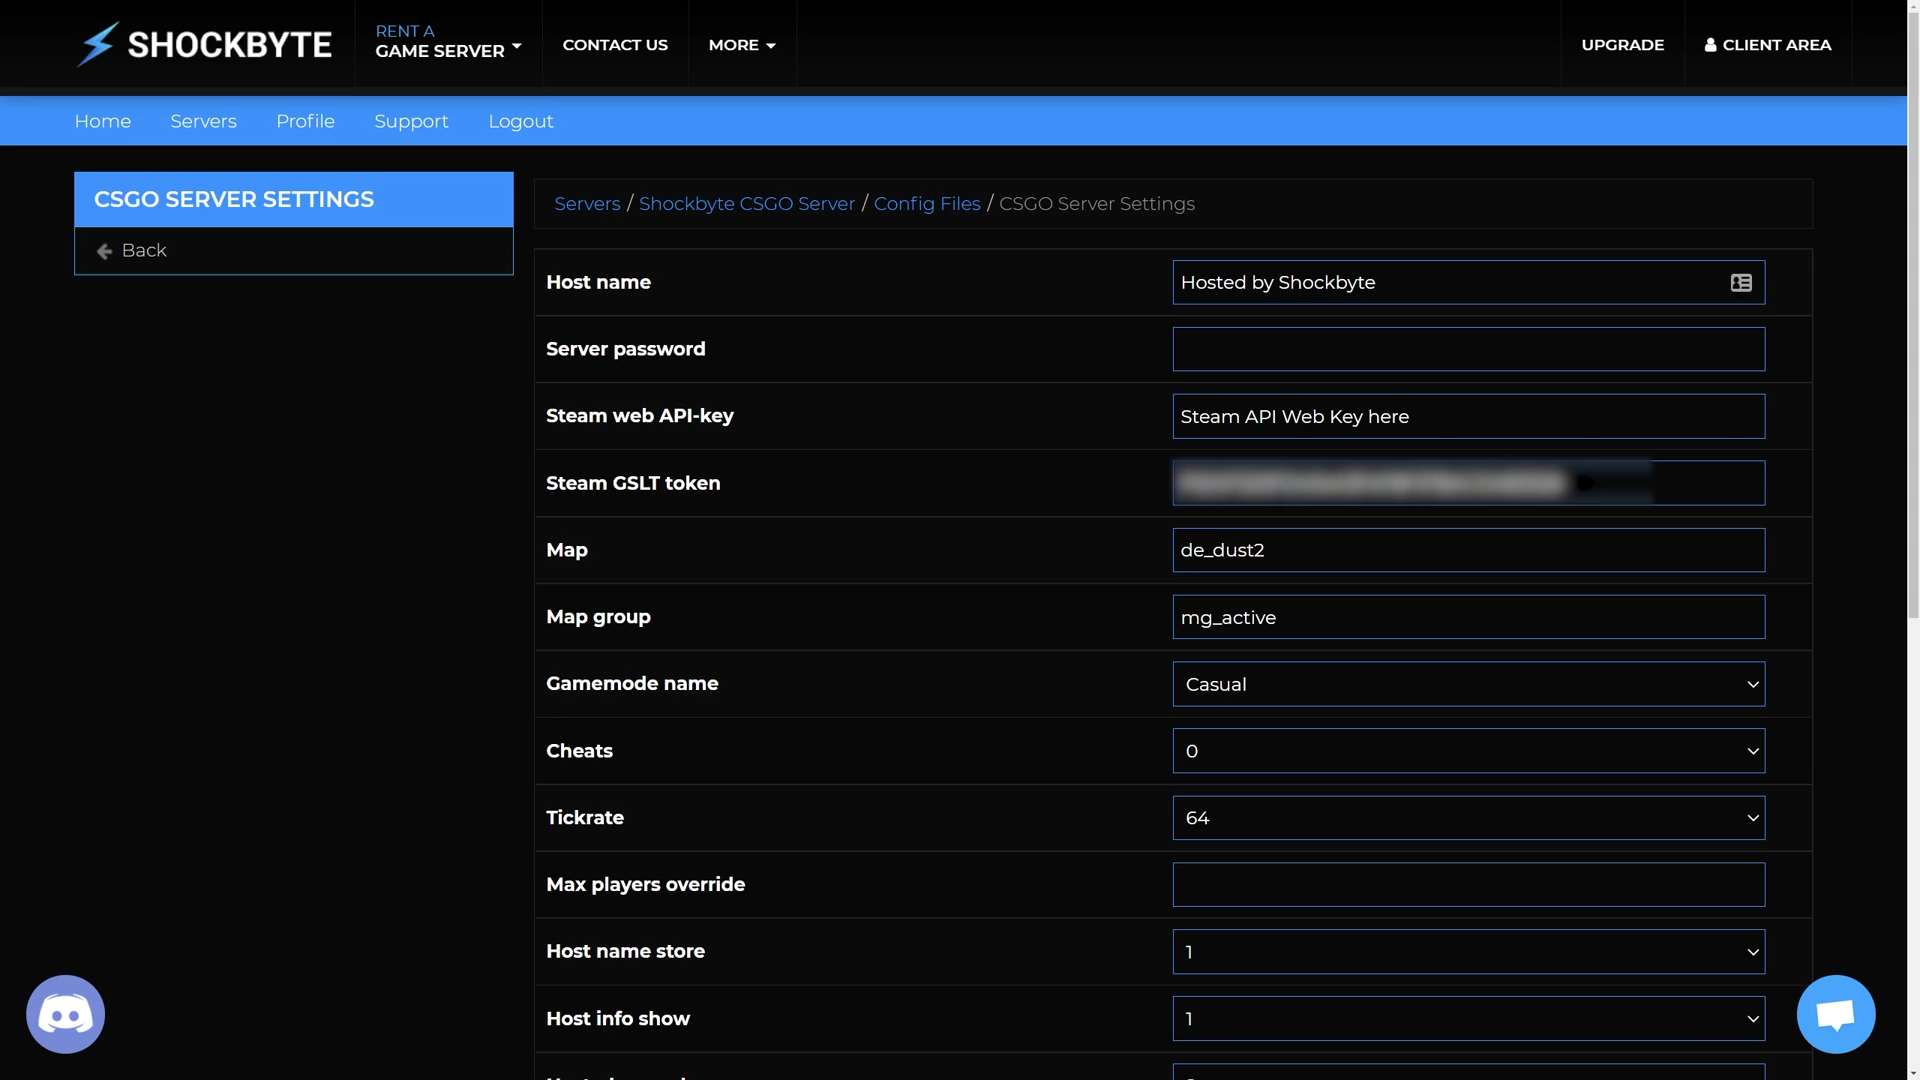 SHOCKBYTE
RENT A
GAME SERVER
CONTACT US
MORE
UPGRADE
CLIENT AREA
Home
Servers
Profile
Support
Logout
CSGO SERVER SETTINGS
Back
Servers / Shockbyte CSGO Server / Config Files / CSGO Server Settings
Host name
Hosted by Shockbyte
Server password
Steam web API-key
Steam API Web Key here
Steam GSLT token
Map
de_dust2
Map group
mg_active
Gamemode name
Casual
Cheats
0
Tickrate
64
Max players override
Host name store
1
Host info show
1